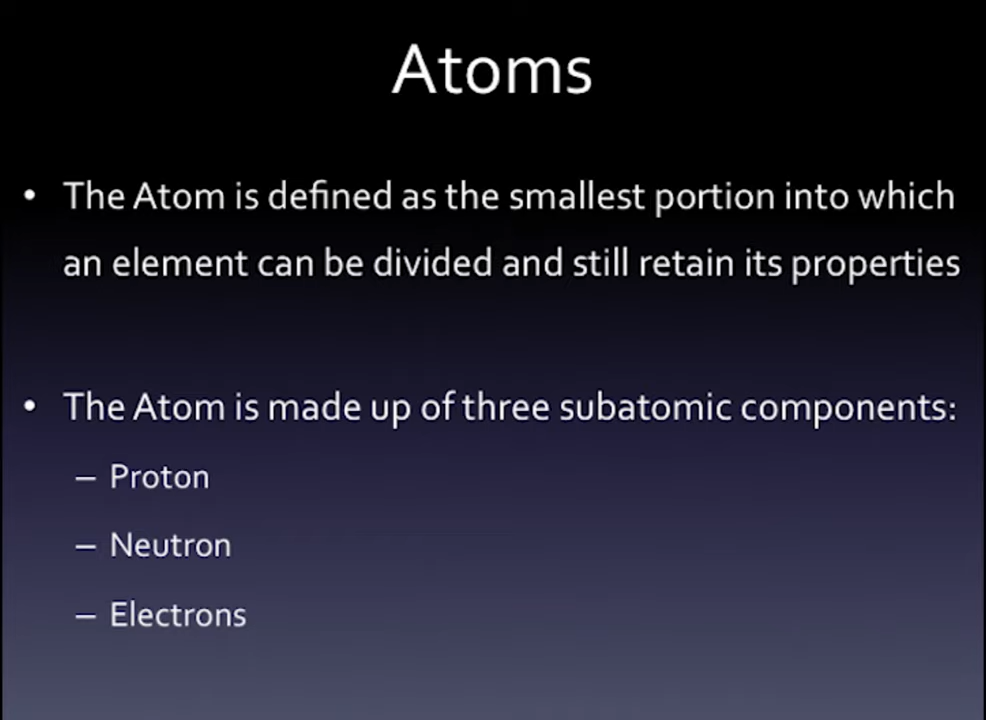 Atoms
• The Atom is defined as the smallest portion into which
an element can be divided and still retain its properties
• The Atom is made up of three subatomic components:
– Proton
– Neutron
– Electrons